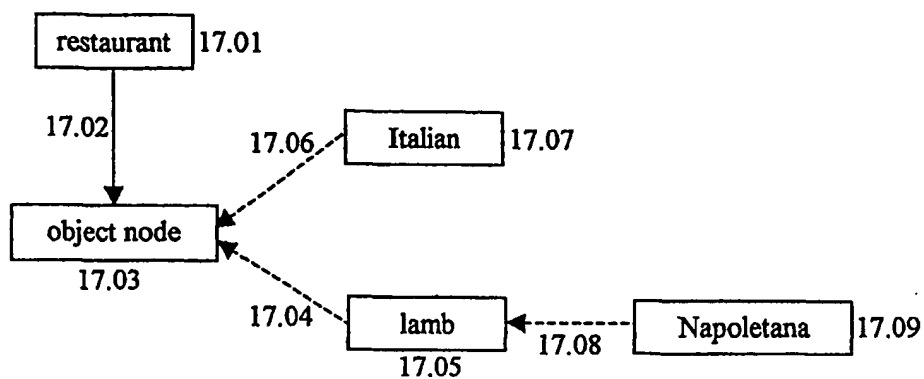 restaurant 17.01
17.02
17.06 Italian 17.07
object node
17.03
17.04 lamb Napoletana 17.09
17.05 17.08